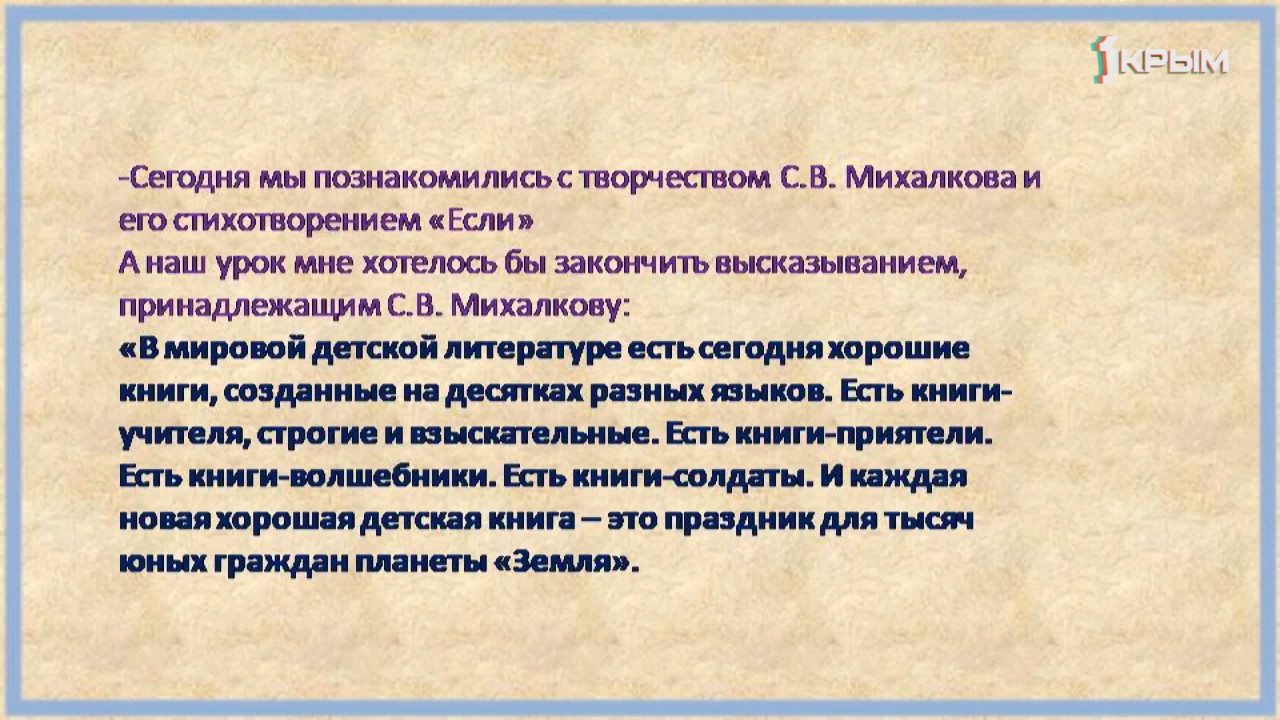 1КРЫМ
-Сегодня мы познакомились с творчеством С.В. Михалкова и
его стихотворением «Если»
А наш урок мне хотелось бы закончить высказыванием,
принадлежащим С.В. Михалкову:
«В мировой детской литературе есть сегодня хорошие
книги, созданные на десятках разных языков. Есть книги-
учителя, строгие и взыскательные. Есть книги-приятели.
Есть книги-волшебники. Есть книги-солдаты. И каждая
новая хорошая детская книга – это праздник для тысяч
юных граждан планеты «Земля».